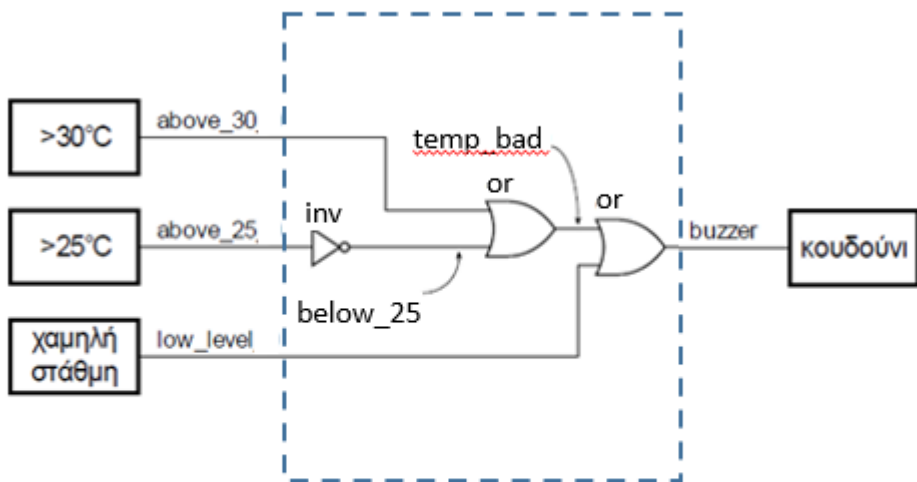 >30°C
above_30
temp_bad
or
or
inv
>25°C
above_25
buzzer
κουδούνι
below_25
χαμηλή
στάθμη
low_level